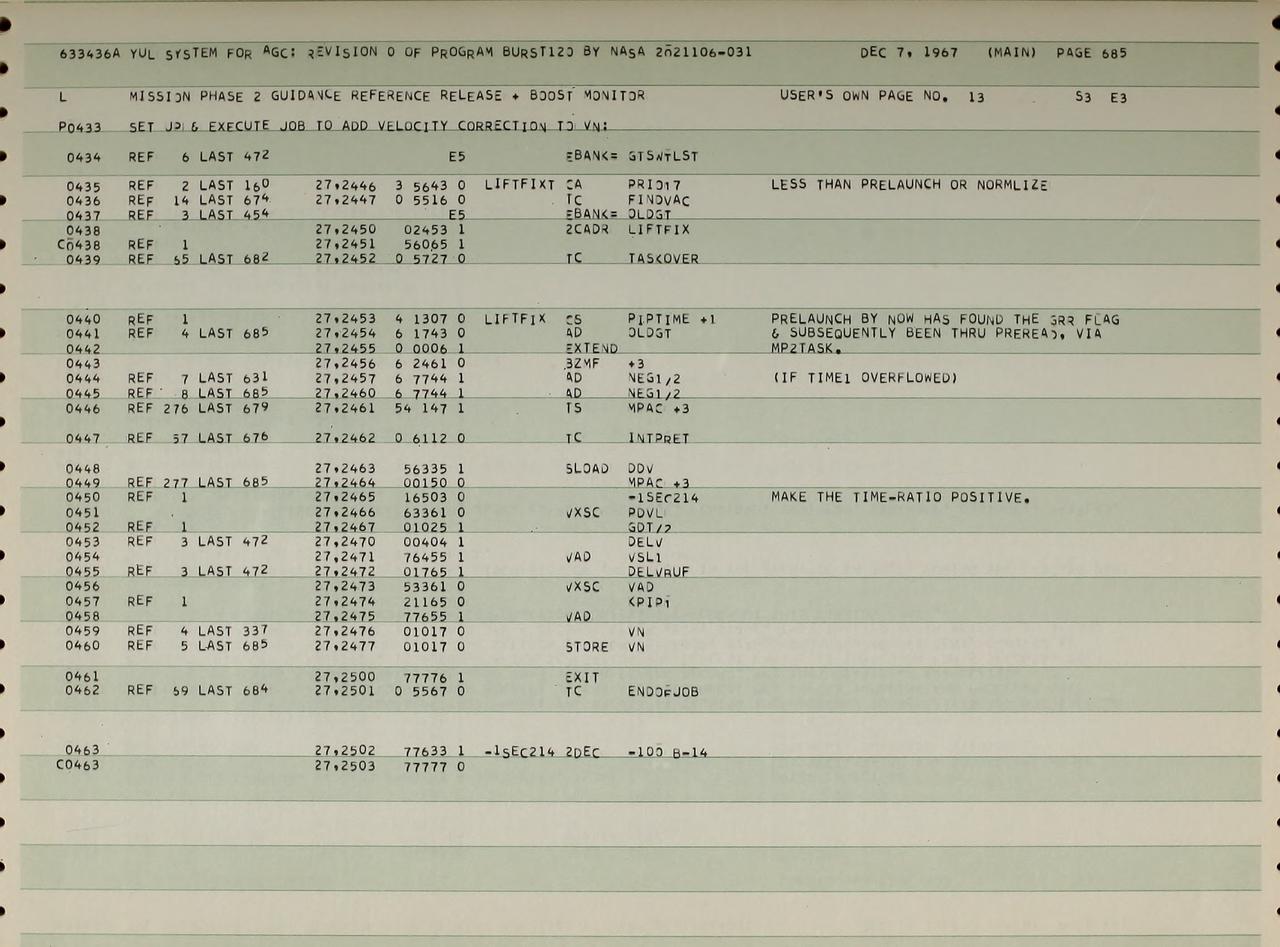 633436A YUL SYSTEM FOR AGC: REVISION 0 OF PROGRAM BURST120 BY NASA 2021106-031 DEC 7, 1967 (MAIN) PAGE 685
L MISSION PHASE 2 GUIDANCE REFERENCE RELEASE + BOOST MONITOR USER'S OWN PAGE NO. 13 S3 E3
P0433 SET UP & EXECUTE JOB TO ADD VELOCITY CORRECTION TO VN:
0434 REF 6 LAST 472 E5 EBANK= GTSWTLST
0435 REF 2 LAST 160 27,2446 3 5643 0 LIFTFIXT CA PRIO17 LESS THAN PRELAUNCH OR NORMLIZE
0436 REF 14 LAST 674 27,2447 0 5516 0 TC FINDVAC
0437 REF 3 LAST 454 E5 EBANK= OLDGT
0438 27,2450 02453 1 2CADR LIFTFIX
C0438 REF 1 27,2451 56065 1
0439 REF 55 LAST 682 27,2452 0 5727 0 TC TASKOVER
0440 REF 1 27,2453 4 1307 0 LIFTFIX CS PIPTIME +1 PRELAUNCH BY NOW HAS FOUND THE GRR FLAG
0441 REF 4 LAST 685 27,2454 6 1743 0 AD OLDGT & SUBSEQUENTLY BEEN THRU PREREAD, VIA
0442 27,2455 0 0006 1 EXTEND MP2TASK.
0443 27,2456 6 2461 0 BZMF +3
0444 REF 7 LAST 631 27,2457 6 7744 1 AD NEG1/2 (IF TIME1 OVERFLOWED)
0445 REF 8 LAST 685 27,2460 6 7744 1 AD NEG1/2
0446 REF 276 LAST 679 27,2461 54 147 1 TS MPAC +3
0447 REF 57 LAST 676 27,2462 0 6112 0 TC INTPRET
0448 27,2463 56335 1 SLOAD DDV
0449 REF 277 LAST 685 27,2464 00150 0 MPAC +3
0450 REF 1 27,2465 16503 0 -1SEC214 MAKE THE TIME-RATIO POSITIVE.
0451 27,2466 63361 0 VXSC PDVL
0452 REF 1 27,2467 01025 1 GDT/2
0453 REF 3 LAST 472 27,2470 00404 1 DELV
0454 27,2471 76455 1 VAD VSL1
0455 REF 3 LAST 472 27,2472 01765 1 DELVBUF
0456 27,2473 53361 0 VXSC VAD
0457 REF 1 27,2474 21165 0 KPIP1
0458 27,2475 77655 1 VAD
0459 REF 4 LAST 337 27,2476 01017 0 VN
0460 REF 5 LAST 685 27,2477 01017 0 STORE VN
0461 27,2500 77776 1 EXIT
0462 REF 59 LAST 684 27,2501 0 5567 0 TC ENDOFJOB
0463 27,2502 77633 1 -1SEC214 2DEC -100 B-14
C0463 27,2503 77777 0